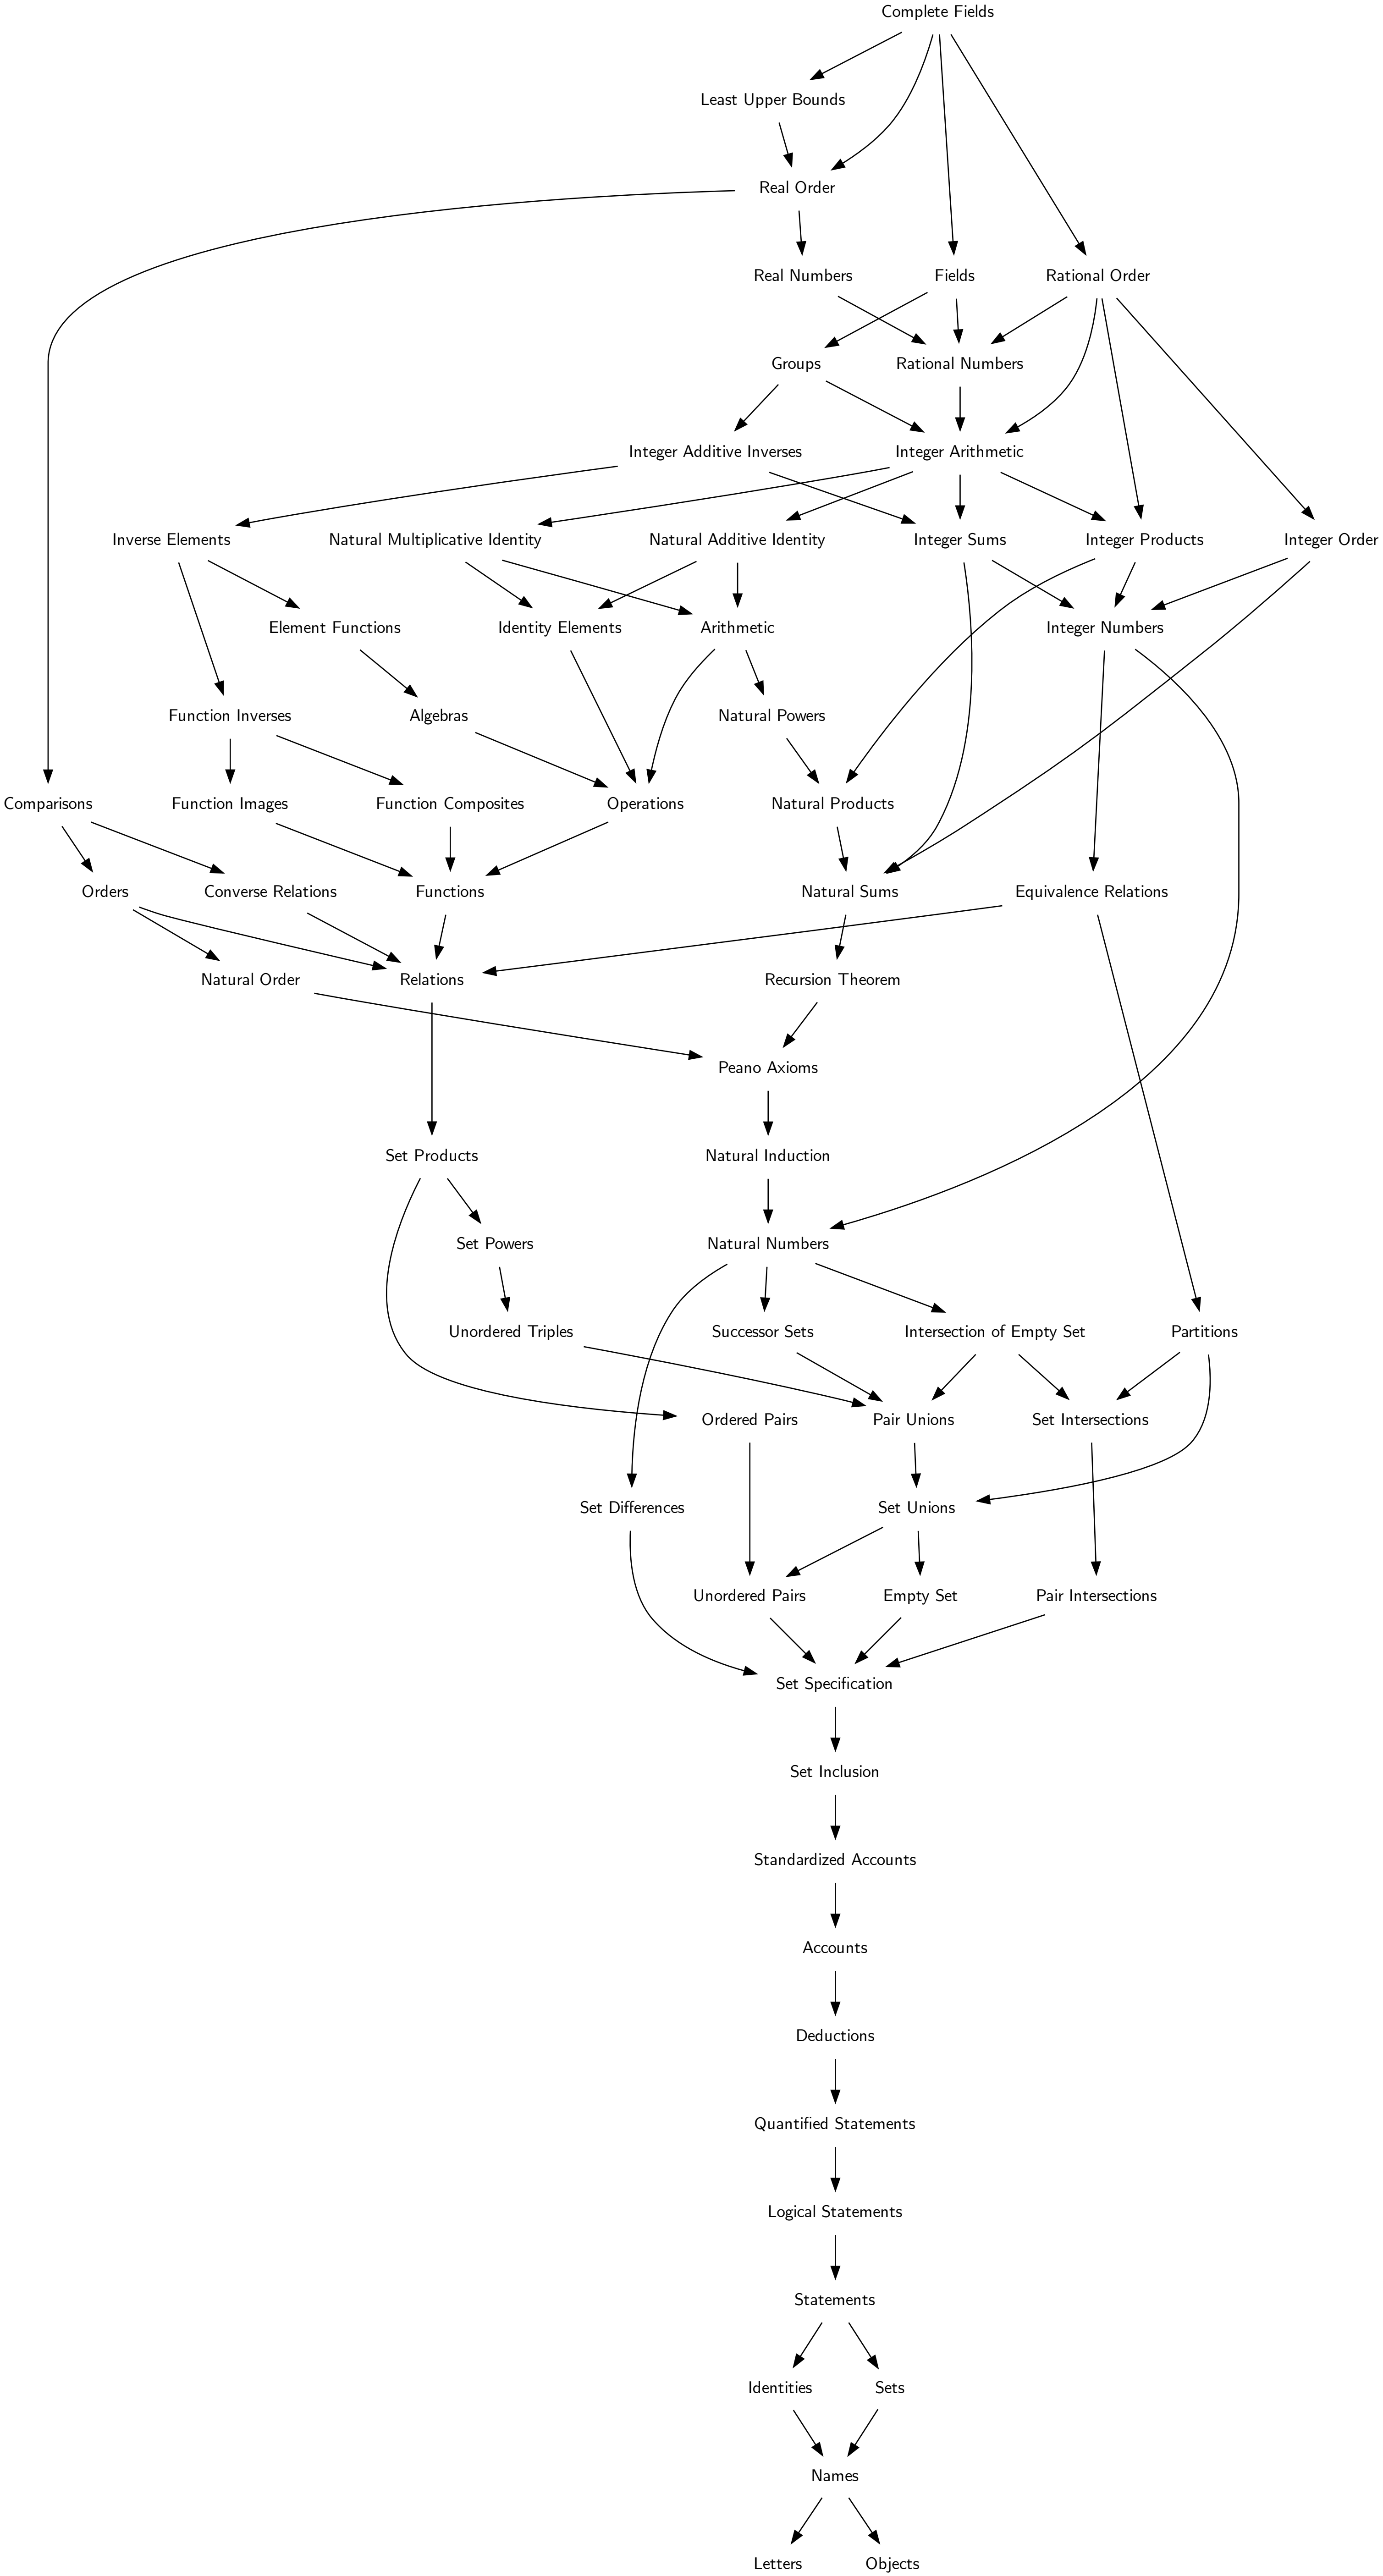 Complete Fields
Least Upper Bounds
Real Order
Real Numbers
Fields
Rational Order
Groups
Rational Numbers
Integer Additive Inverses
Integer Arithmetic
Inverse Elements
Natural Multiplicative Identity
Natural Additive Identity
Integer Sums
Integer Products
Integer Order
Element Functions
Identity Elements
Arithmetic
Integer Numbers
Function Inverses
Algebras
Natural Powers
Comparisons
Function Images
Function Composites
Operations
Natural Products
Orders
Converse Relations
Functions
Natural Sums
Equivalence Relations
Natural Order
Relations
Recursion Theorem
Peano Axioms
Set Products
Natural Induction
Set Powers
Natural Numbers
Unordered Triples
Successor Sets
Intersection of Empty Set
Partitions
Ordered Pairs
Pair Unions
Set Intersections
Set Differences
Set Unions
Unordered Pairs
Empty Set
Pair Intersections
Set Specification
Set Inclusion
Standardized Accounts
Accounts
Deductions
Quantified Statements
Logical Statements
Statements
Identities
Sets
Names
Letters
Objects